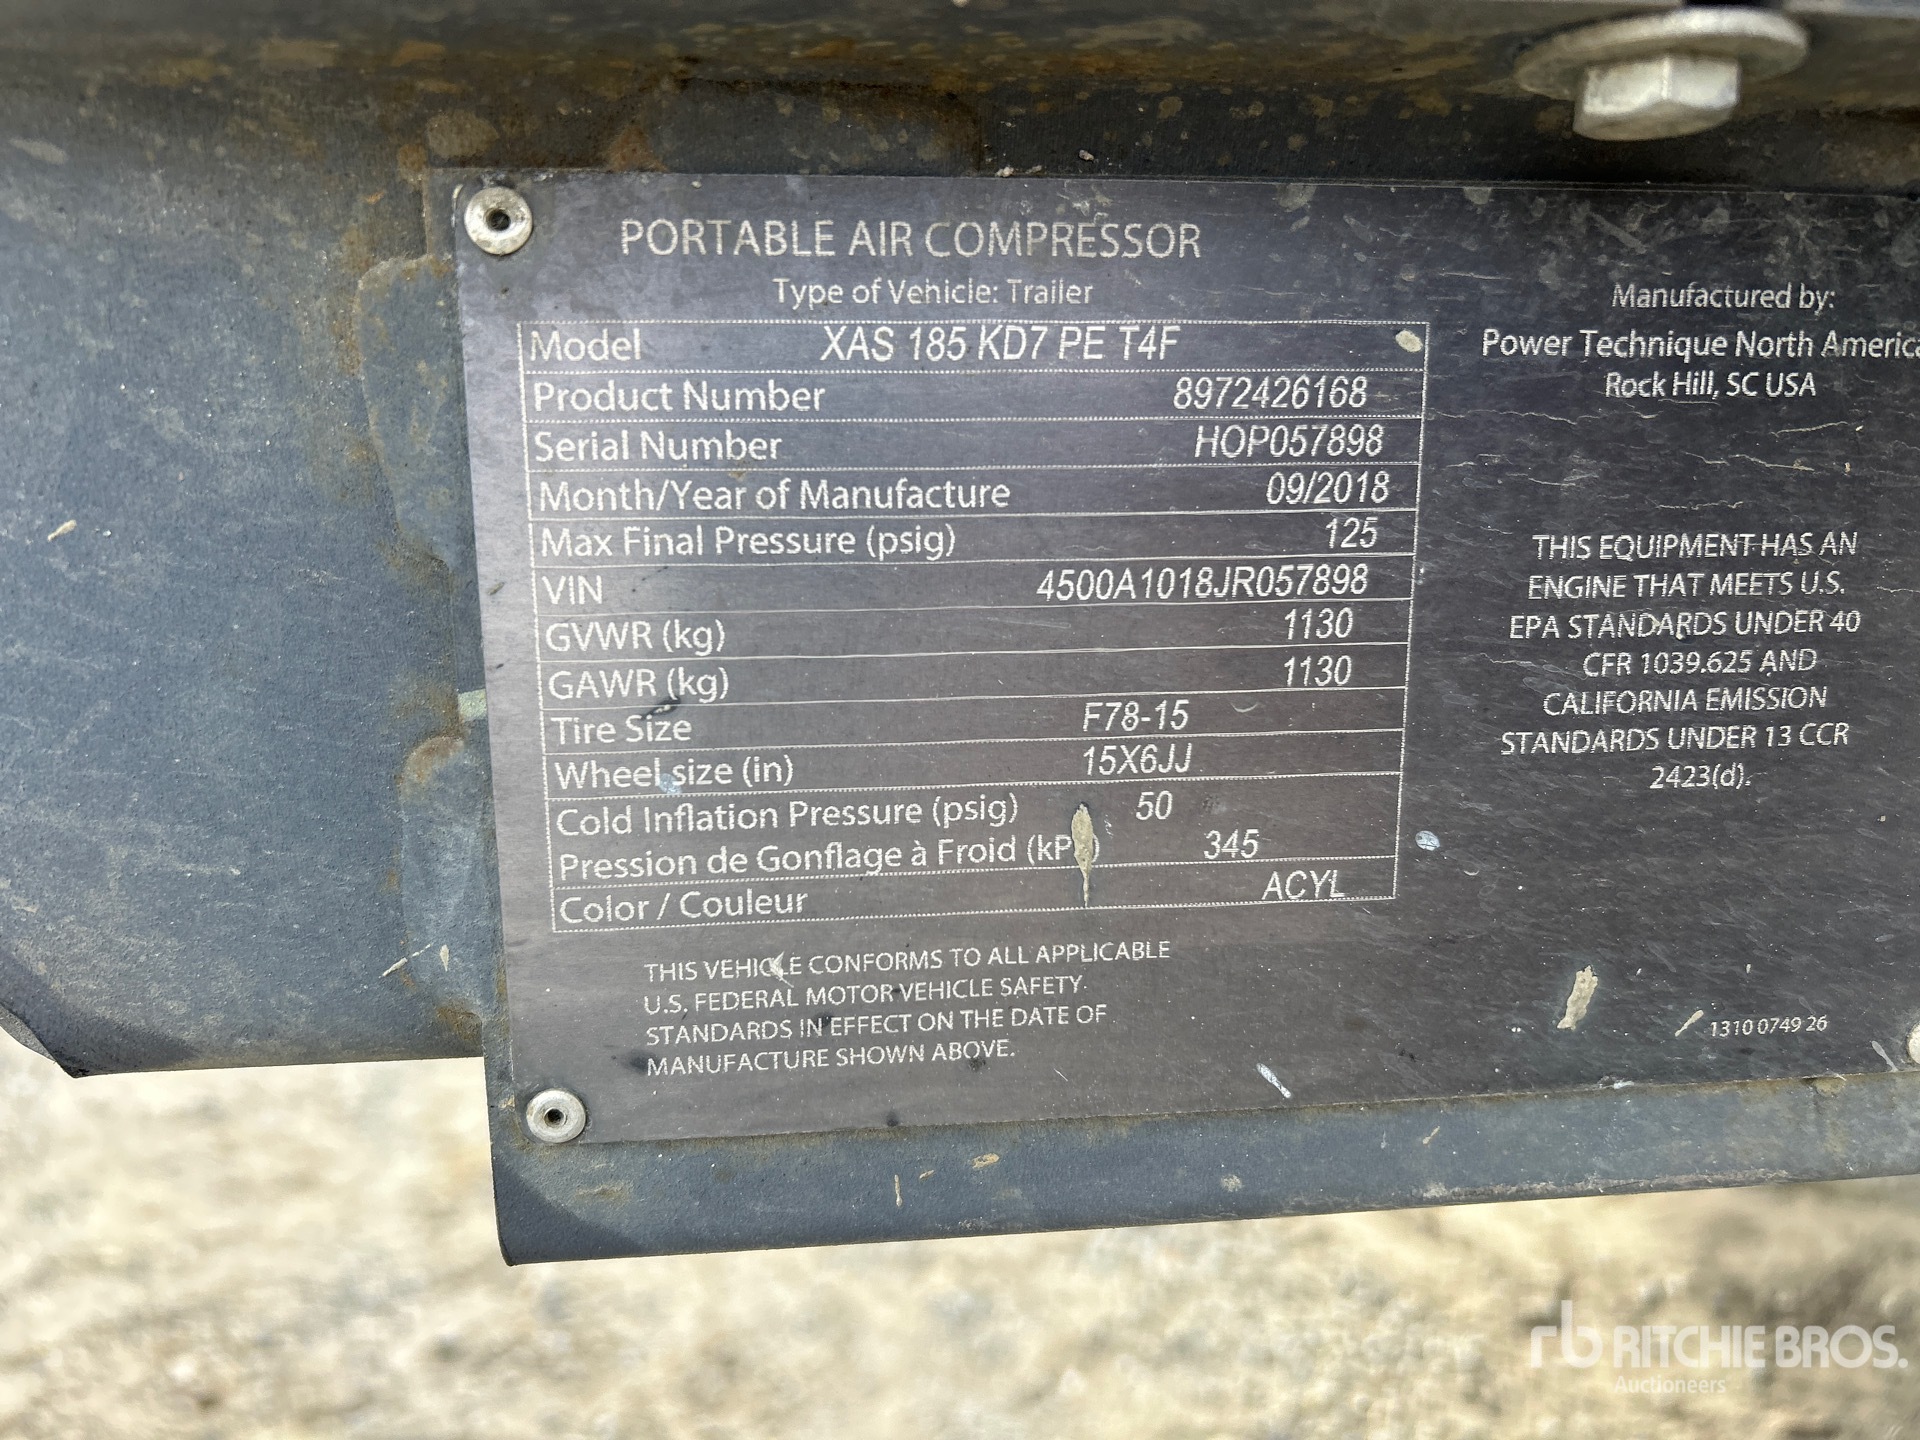 PORTABLE AIR COMPRESSOR
Type of Vehicle: Trailer
Model XAS 185 KD7 PE T4F
Product Number 8972426168
Serial Number HOP057898
Month/Year of Manufacture 09/2018
Max Final Pressure (psig) 125
VIN 4500A1018JR057898
GVWR (kg) 1130
GAWR (kg) 1130
Tire Size F78-15
Wheel size (in) 15X6JJ
Cold Inflation Pressure (psig) 50
Pression de Gonflage à Froid 345
Color / Couleur ACYL
THIS VEHICLE CONFORMS TO ALL APPLICABLE
U.S. FEDERAL MOTOR VEHICLE SAFETY
STANDARDS IN EFFECT ON THE DATE OF
MANUFACTURE SHOWN ABOVE.
Manufactured by:
Power Technique North America
Rock Hill, SC USA
THIS EQUIPMENT HAS AN
ENGINE THAT MEETS U.S.
EPA STANDARDS UNDER 40
CFR 1039.625 AND
CALIFORNIA EMISSION
STANDARDS UNDER 13 CCR
2423(d).
1310 0749 26
rb RITCHIE BROS.
Auctioneers